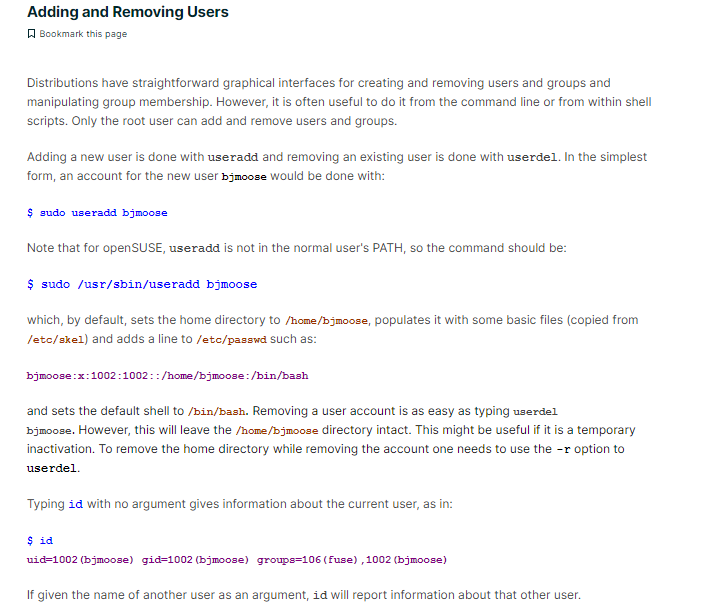 Adding and Removing Users
Bookmark this page
Distributions have straightforward graphical interfaces for creating and removing users and groups and
manipulating group membership. However, it is often useful to do it from the command line or from within shell
scripts. Only the root user can add and remove users and groups.
Adding a new user is done with useradd and removing an existing user is done with userdel. In the simplest
form, an account for the new user bjmoose would be done with:
$ sudo useradd bjmoose
Note that for openSUSE, useradd is not in the normal user's PATH, so the command should be:
$ sudo /usr/sbin/useradd bjmoose
which, by default, sets the home directory to /home/bjmoose, populates it with some basic files (copied from
/etc/skel) and adds a line to /etc/passwd such as:
bjmoose:x:1002:1002::/home/bjmoose:/bin/bash
and sets the default shell to /bin/bash. Removing a user account is as easy as typing userdel
bjmoose. However, this will leave the /home/bjmoose directory intact. This might be useful if it is a temporary
inactivation. To remove the home directory while removing the account one needs to use the -r option to
userdel.
Typing id with no argument gives information about the current user, as in:
$ id
uid=1002(bjmoose) gid=1002(bjmoose) groups=106(fuse),1002(bjmoose)
If given the name of another user as an argument, id will report information about that other user.